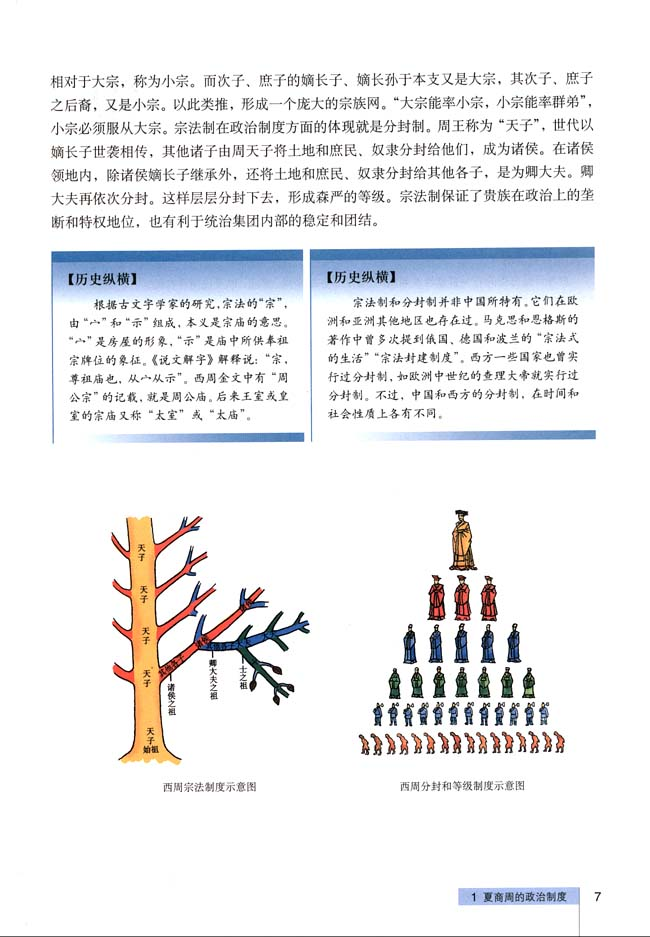 相对于大宗，称为小宗。而次子、庶子的嫡长子、嫡长孙于本支又是大宗，其次子、庶子
之后裔，又是小宗。以此类推，形成一个庞大的宗族网。“大宗能率小宗，小宗能率群弟”，
小宗必须服从大宗。宗法制在政治制度方面的体现就是分封制。周王称为“天子”，世代以
嫡长子世袭相传，其他诸子由周天子将土地和庶民、奴隶分封给他们，成为诸侯。在诸侯
领地内，除诸侯嫡长子继承外，还将土地和庶民、奴隶分封给其他各子，是为卿大夫。卿
大夫再依次分封。这样层层分封下去，形成森严的等级。宗法制保证了贵族在政治上的垄
断和特权地位，也有利于统治集团内部的稳定和团结。
【历史纵横】
根据古文字学家的研究，宗法的“宗”，
由“宀”和“示”组成，本义是宗庙的意思。
“宀”是房屋的形象，“示”是庙中所供奉祖
宗牌位的象征。《说文解字》解释说：“宗，
尊祖庙也，从宀从示”。西周金文中有“周
公宗”的记载，就是周公庙。后来王室或皇
室的宗庙又称“太室”或“太庙”。
【历史纵横】
宗法制和分封制并非中国所特有。它们在欧
洲和亚洲其他地区也存在过。马克思和恩格斯的
著作中曾多次提到俄国、德国和波兰的“宗法式
的生活”“宗法封建制度”。西方一些国家也曾实
行过分封制，如欧洲中世纪的查理大帝就实行过
分封制。不过，中国和西方的分封制，在时间和
社会性质上各有不同。
天子
天子
天子
天子
天子
始祖
其他各子
诸侯
诸侯之祖
其他各子
卿大夫之祖
士之祖
西周宗法制度示意图
西周分封和等级制度示意图
1 夏商周的政治制度 7